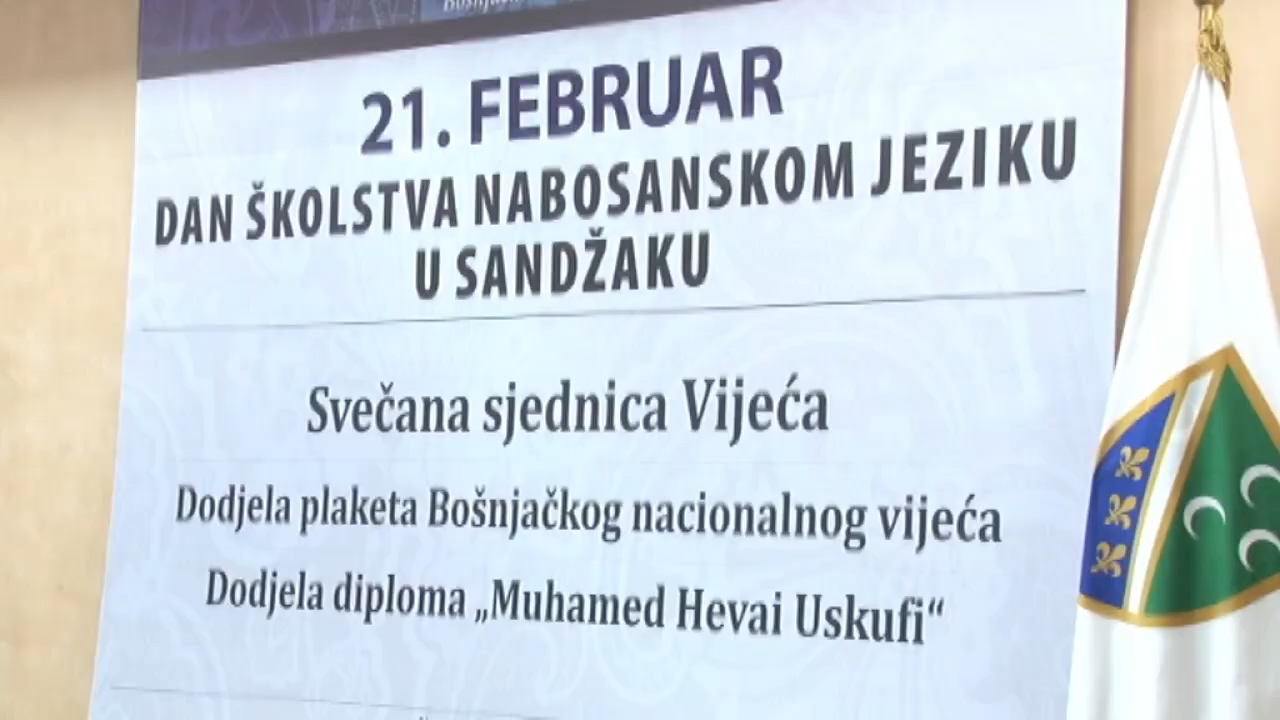 21. FEBRUAR
DAN ŠKOLSTVA NABOSANSKOM JEZIKU
U SANDŽAKU
Svečana sjednica Vijeća
Dodjela plaketa Bošnjačkog nacionalnog vijeća
Dodjela diploma „Muhamed Hevai Uskufi“